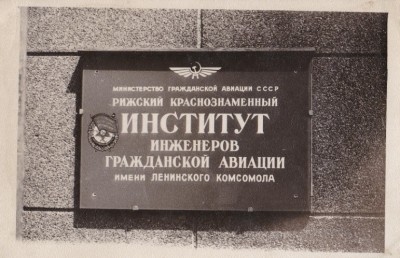 МИНИСТЕРСТВО ГРАЖДАНСКОЙ АВИАЦИИ СССР
РИЖСКИЙ КРАСНОЗНАМЕННЫЙ
ИНСТИТУТ
ИНЖЕНЕРОВ
ГРАЖДАНСКОЙ АВИАЦИИ
ИМЕНИ ЛЕНИНСКОГО КОМСОМОЛА